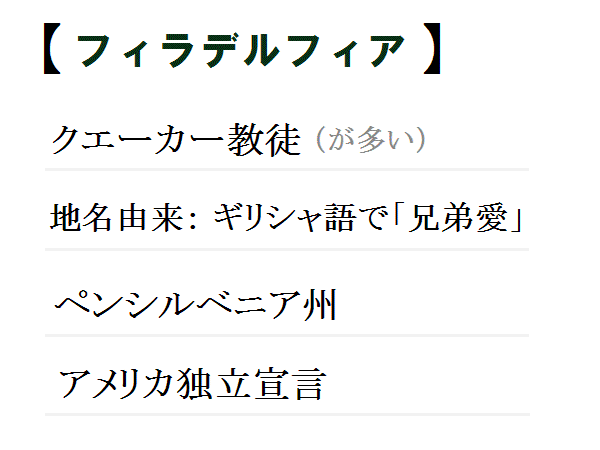 【フィラデルフィア】
クエーカー教徒（が多い）
地名由来：ギリシャ語で「兄弟愛」
ペンシルベニア州
アメリカ独立宣言